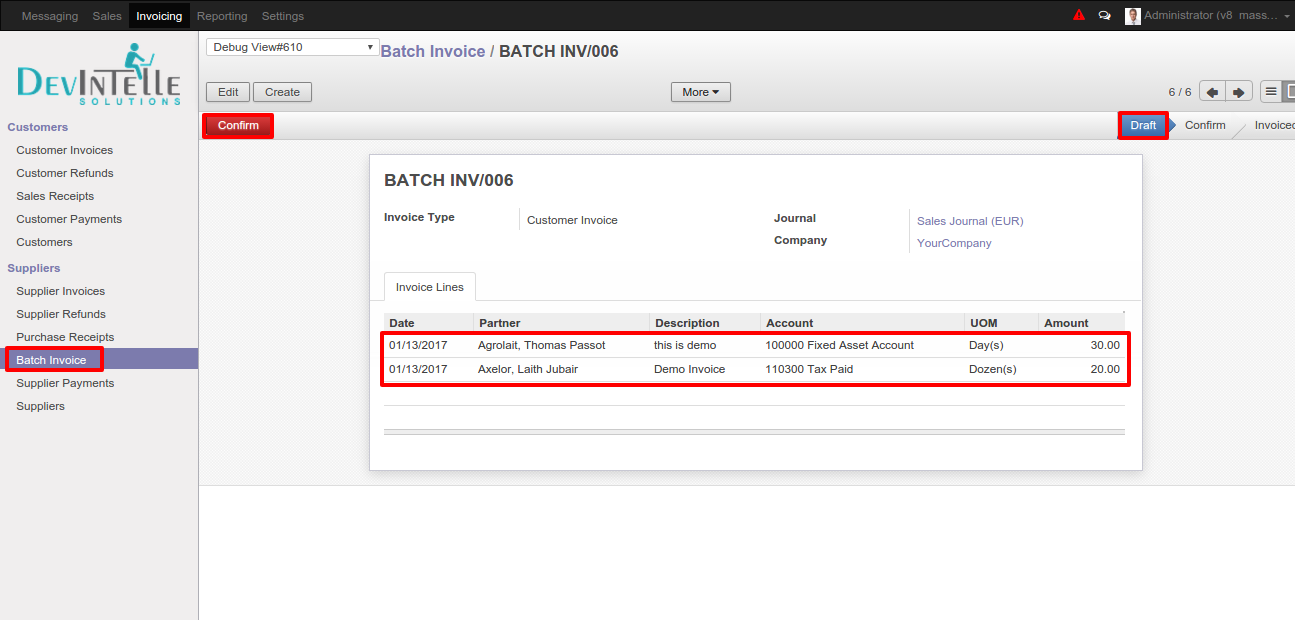 Messaging Sales Invoicing Reporting Settings Administrator (v8 mass...
DEVINTELLE
SOLUTIONS
Debug View#610
Batch Invoice / BATCH INV/006
Edit Create More 6 / 6
Confirm Draft Confirm Invoiced
Customers
Customer Invoices
Customer Refunds
Sales Receipts
Customer Payments
Customers
Suppliers
Supplier Invoices
Supplier Refunds
Purchase Receipts
Batch Invoice
Supplier Payments
Suppliers
BATCH INV/006
Invoice Type Customer Invoice Journal Sales Journal (EUR)
Company YourCompany
Invoice Lines
Date Partner Description Account UOM Amount
01/13/2017 Agrolait, Thomas Passot this is demo 100000 Fixed Asset Account Day(s) 30.00
01/13/2017 Axelor, Laith Jubair Demo Invoice 110300 Tax Paid Dozen(s) 20.00